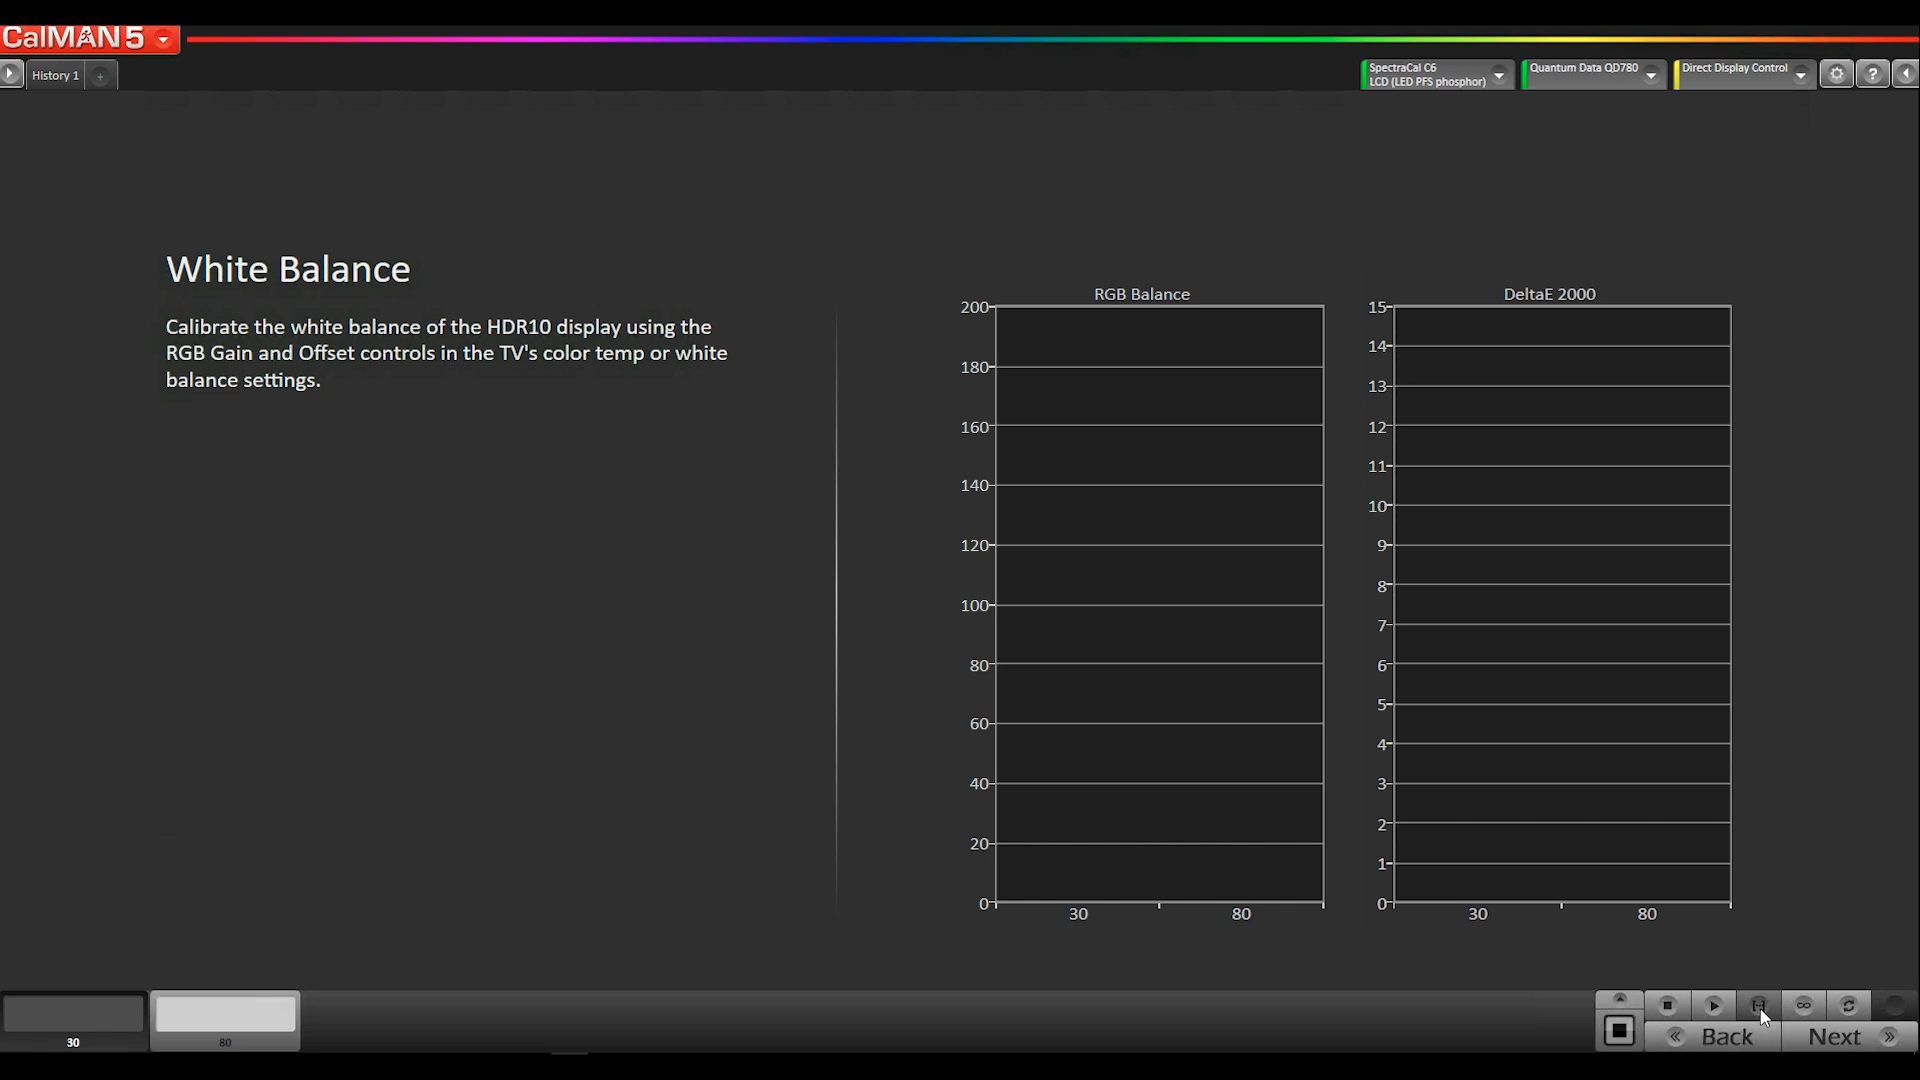 CalMAN 5
History 1
+
SpectraCal C6
LCD (LED PFS phosphor)
Quantum Data QD780
Direct Display Control
?
White Balance
Calibrate the white balance of the HDR10 display using the
RGB Gain and Offset controls in the TV's color temp or white
balance settings.
RGB Balance
200
180
160
140
120
100
80
60
40
20
0
30 80
DeltaE 2000
15
14
13
12
11
10
9
8
7
6
5
4
3
2
1
0
30 80
30
80
« Back
Next »